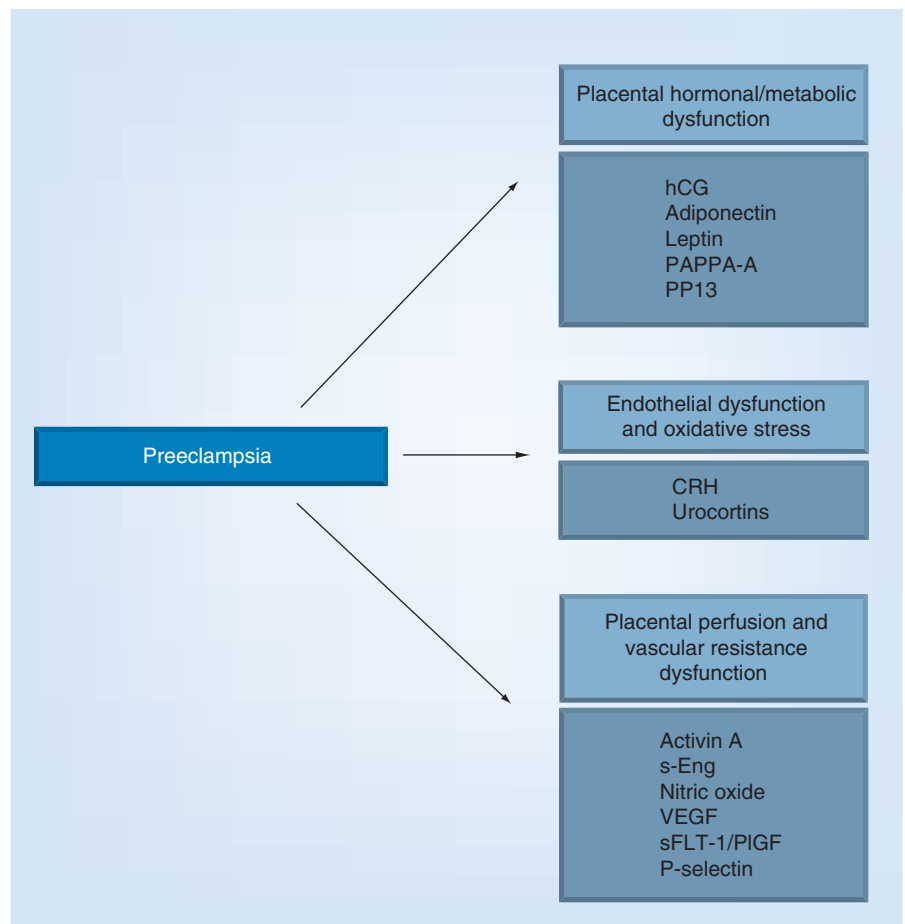 Placental hormonal/metabolic
dysfunction
hCG
Adiponectin
Leptin
PAPPA-A
PP13
Preeclampsia
Endothelial dysfunction
and oxidative stress
CRH
Urocortins
Placental perfusion and
vascular resistance
dysfunction
Activin A
s-Eng
Nitric oxide
VEGF
sFLT-1/PlGF
P-selectin